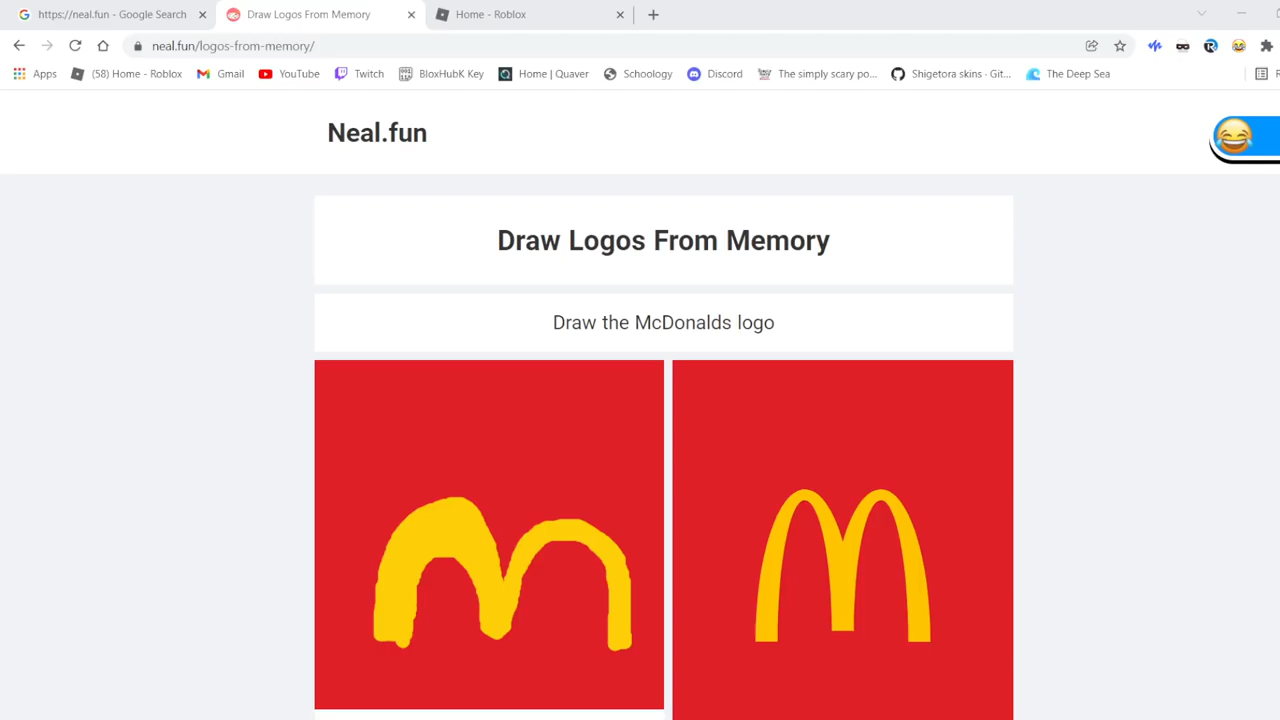 https://neal.fun - Google Search
Draw Logos From Memory
Home - Roblox
neal.fun/logos-from-memory/
Apps
(58) Home - Roblox
Gmail
YouTube
Twitch
BloxHubK Key
Home | Quaver
Schoology
Discord
The simply scary po...
Shigetora skins · Git...
The Deep Sea
Neal.fun
Draw Logos From Memory
Draw the McDonalds logo